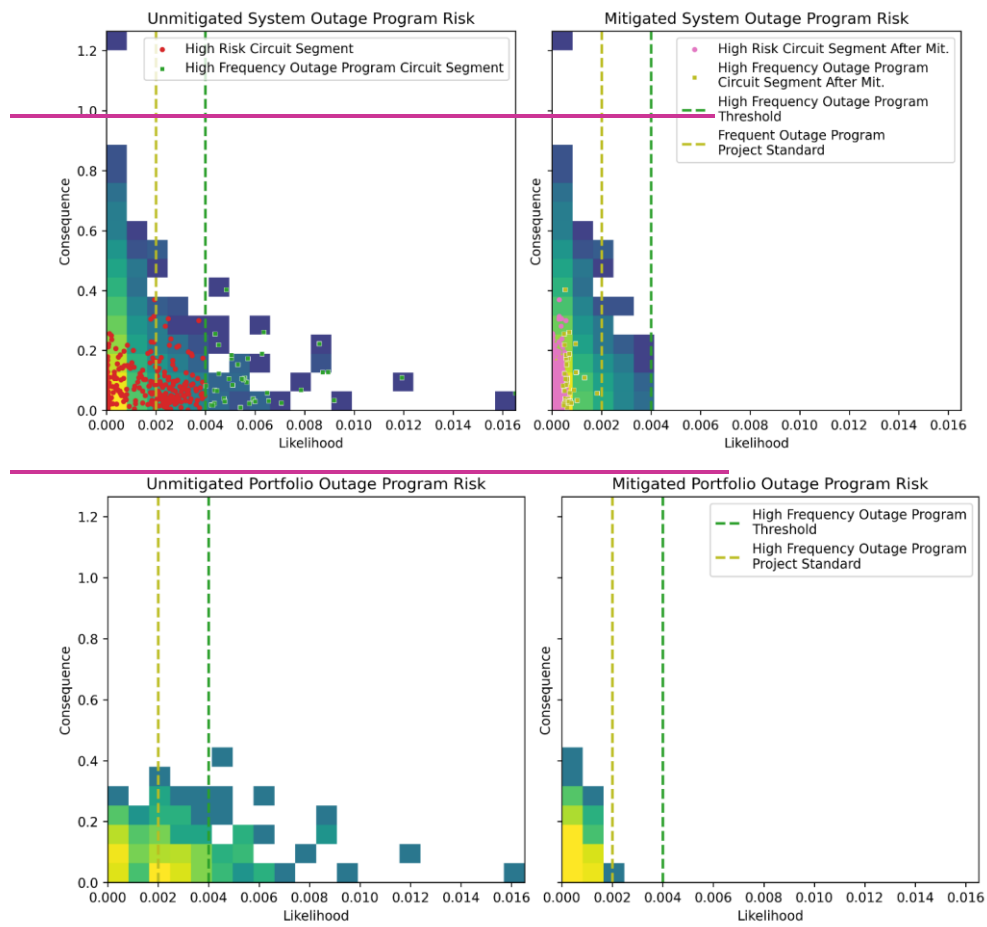 Unmitigated System Outage Program Risk
High Risk Circuit Segment
High Frequency Outage Program Circuit Segment
Consequence
1.2
1.0
0.8
0.6
0.4
0.2
0.0
0.000 0.002 0.004 0.006 0.008 0.010 0.012 0.014 0.016
Likelihood
Mitigated System Outage Program Risk
High Risk Circuit Segment After Mit.
High Frequency Outage Program
Circuit Segment After Mit.
High Frequency Outage Program
Threshold
Frequent Outage Program
Project Standard
Consequence
0.000 0.002 0.004 0.006 0.008 0.010 0.012 0.014 0.016
Likelihood
Unmitigated Portfolio Outage Program Risk
Consequence
1.2
1.0
0.8
0.6
0.4
0.2
0.0
0.000 0.002 0.004 0.006 0.008 0.010 0.012 0.014 0.016
Likelihood
Mitigated Portfolio Outage Program Risk
High Frequency Outage Program
Threshold
High Frequency Outage Program
Project Standard
Consequence
0.000 0.002 0.004 0.006 0.008 0.010 0.012 0.014 0.016
Likelihood